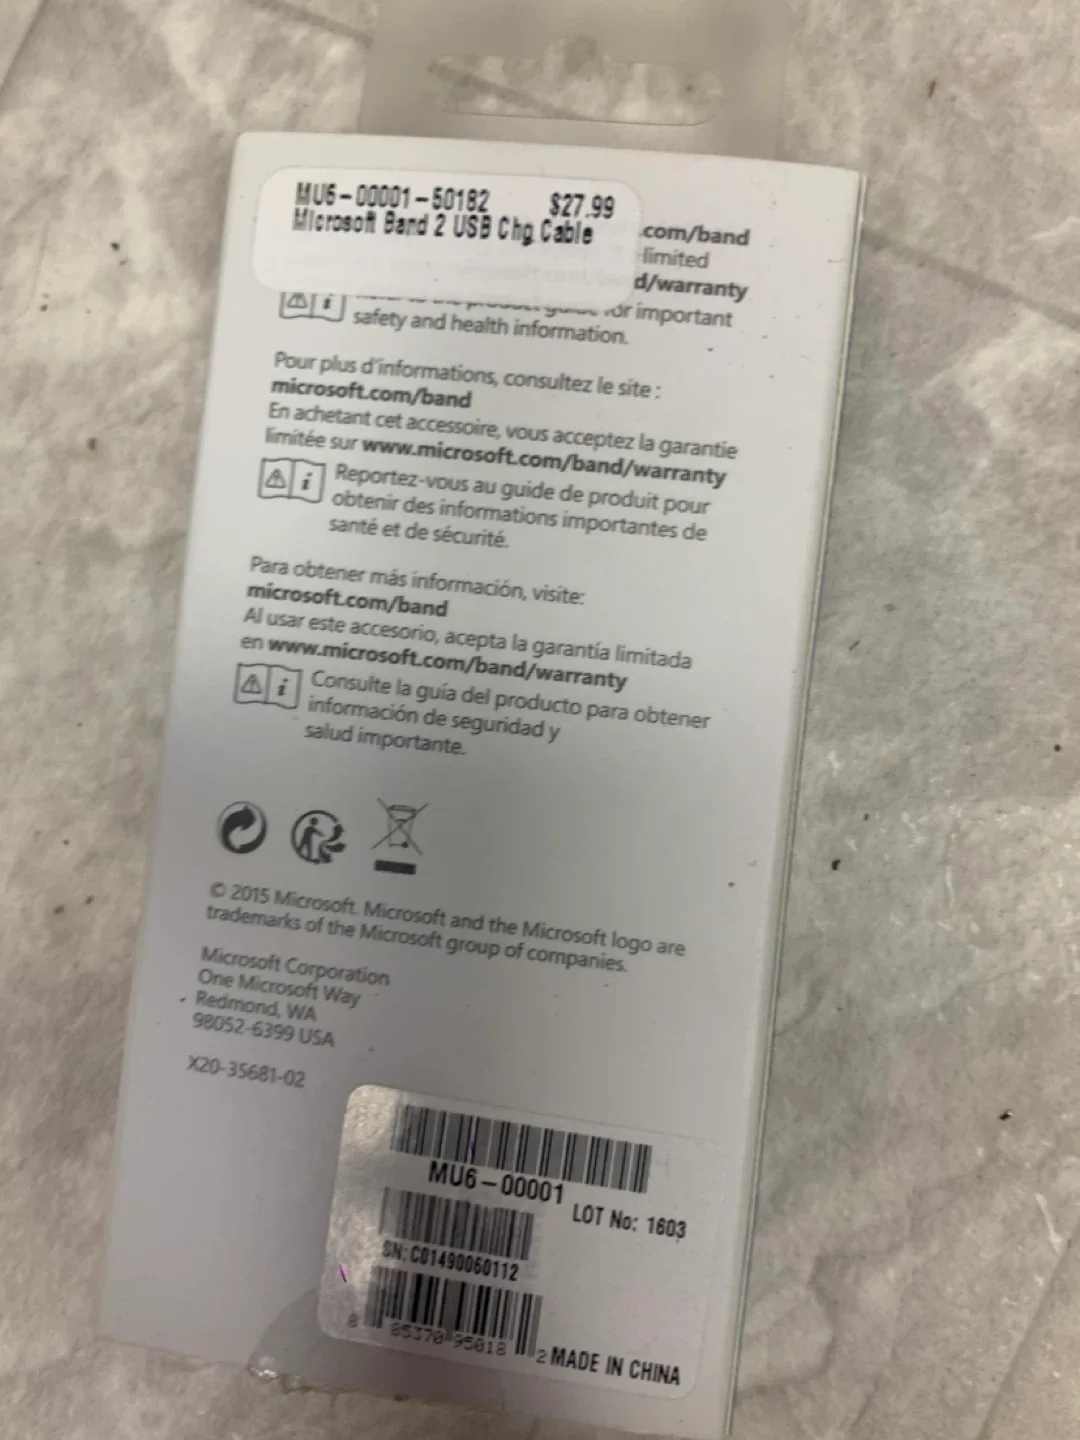 MU6-00001-50182 $27.99
Microsoft Band 2 USB Chg Cable
.com/band
limited
d/warranty
for important
safety and health information.
Pour plus d'informations, consultez le site :
microsoft.com/band
En achetant cet accessoire, vous acceptez la garantie
limitée sur www.microsoft.com/band/warranty
Reportez-vous au guide de produit pour
obtenir des informations importantes de
santé et de sécurité.
Para obtener más información, visite:
microsoft.com/band
Al usar este accesorio, acepta la garantía limitada
en www.microsoft.com/band/warranty
Consulte la guía del producto para obtener
información de seguridad y
salud importante.
© 2015 Microsoft. Microsoft and the Microsoft logo are
trademarks of the Microsoft group of companies.
Microsoft Corporation
One Microsoft Way
Redmond, WA
98052-6399 USA
X20-35681-02
MU6-00001
LOT No: 1603
SN: C01490060112
8 85370 95018 2
MADE IN CHINA